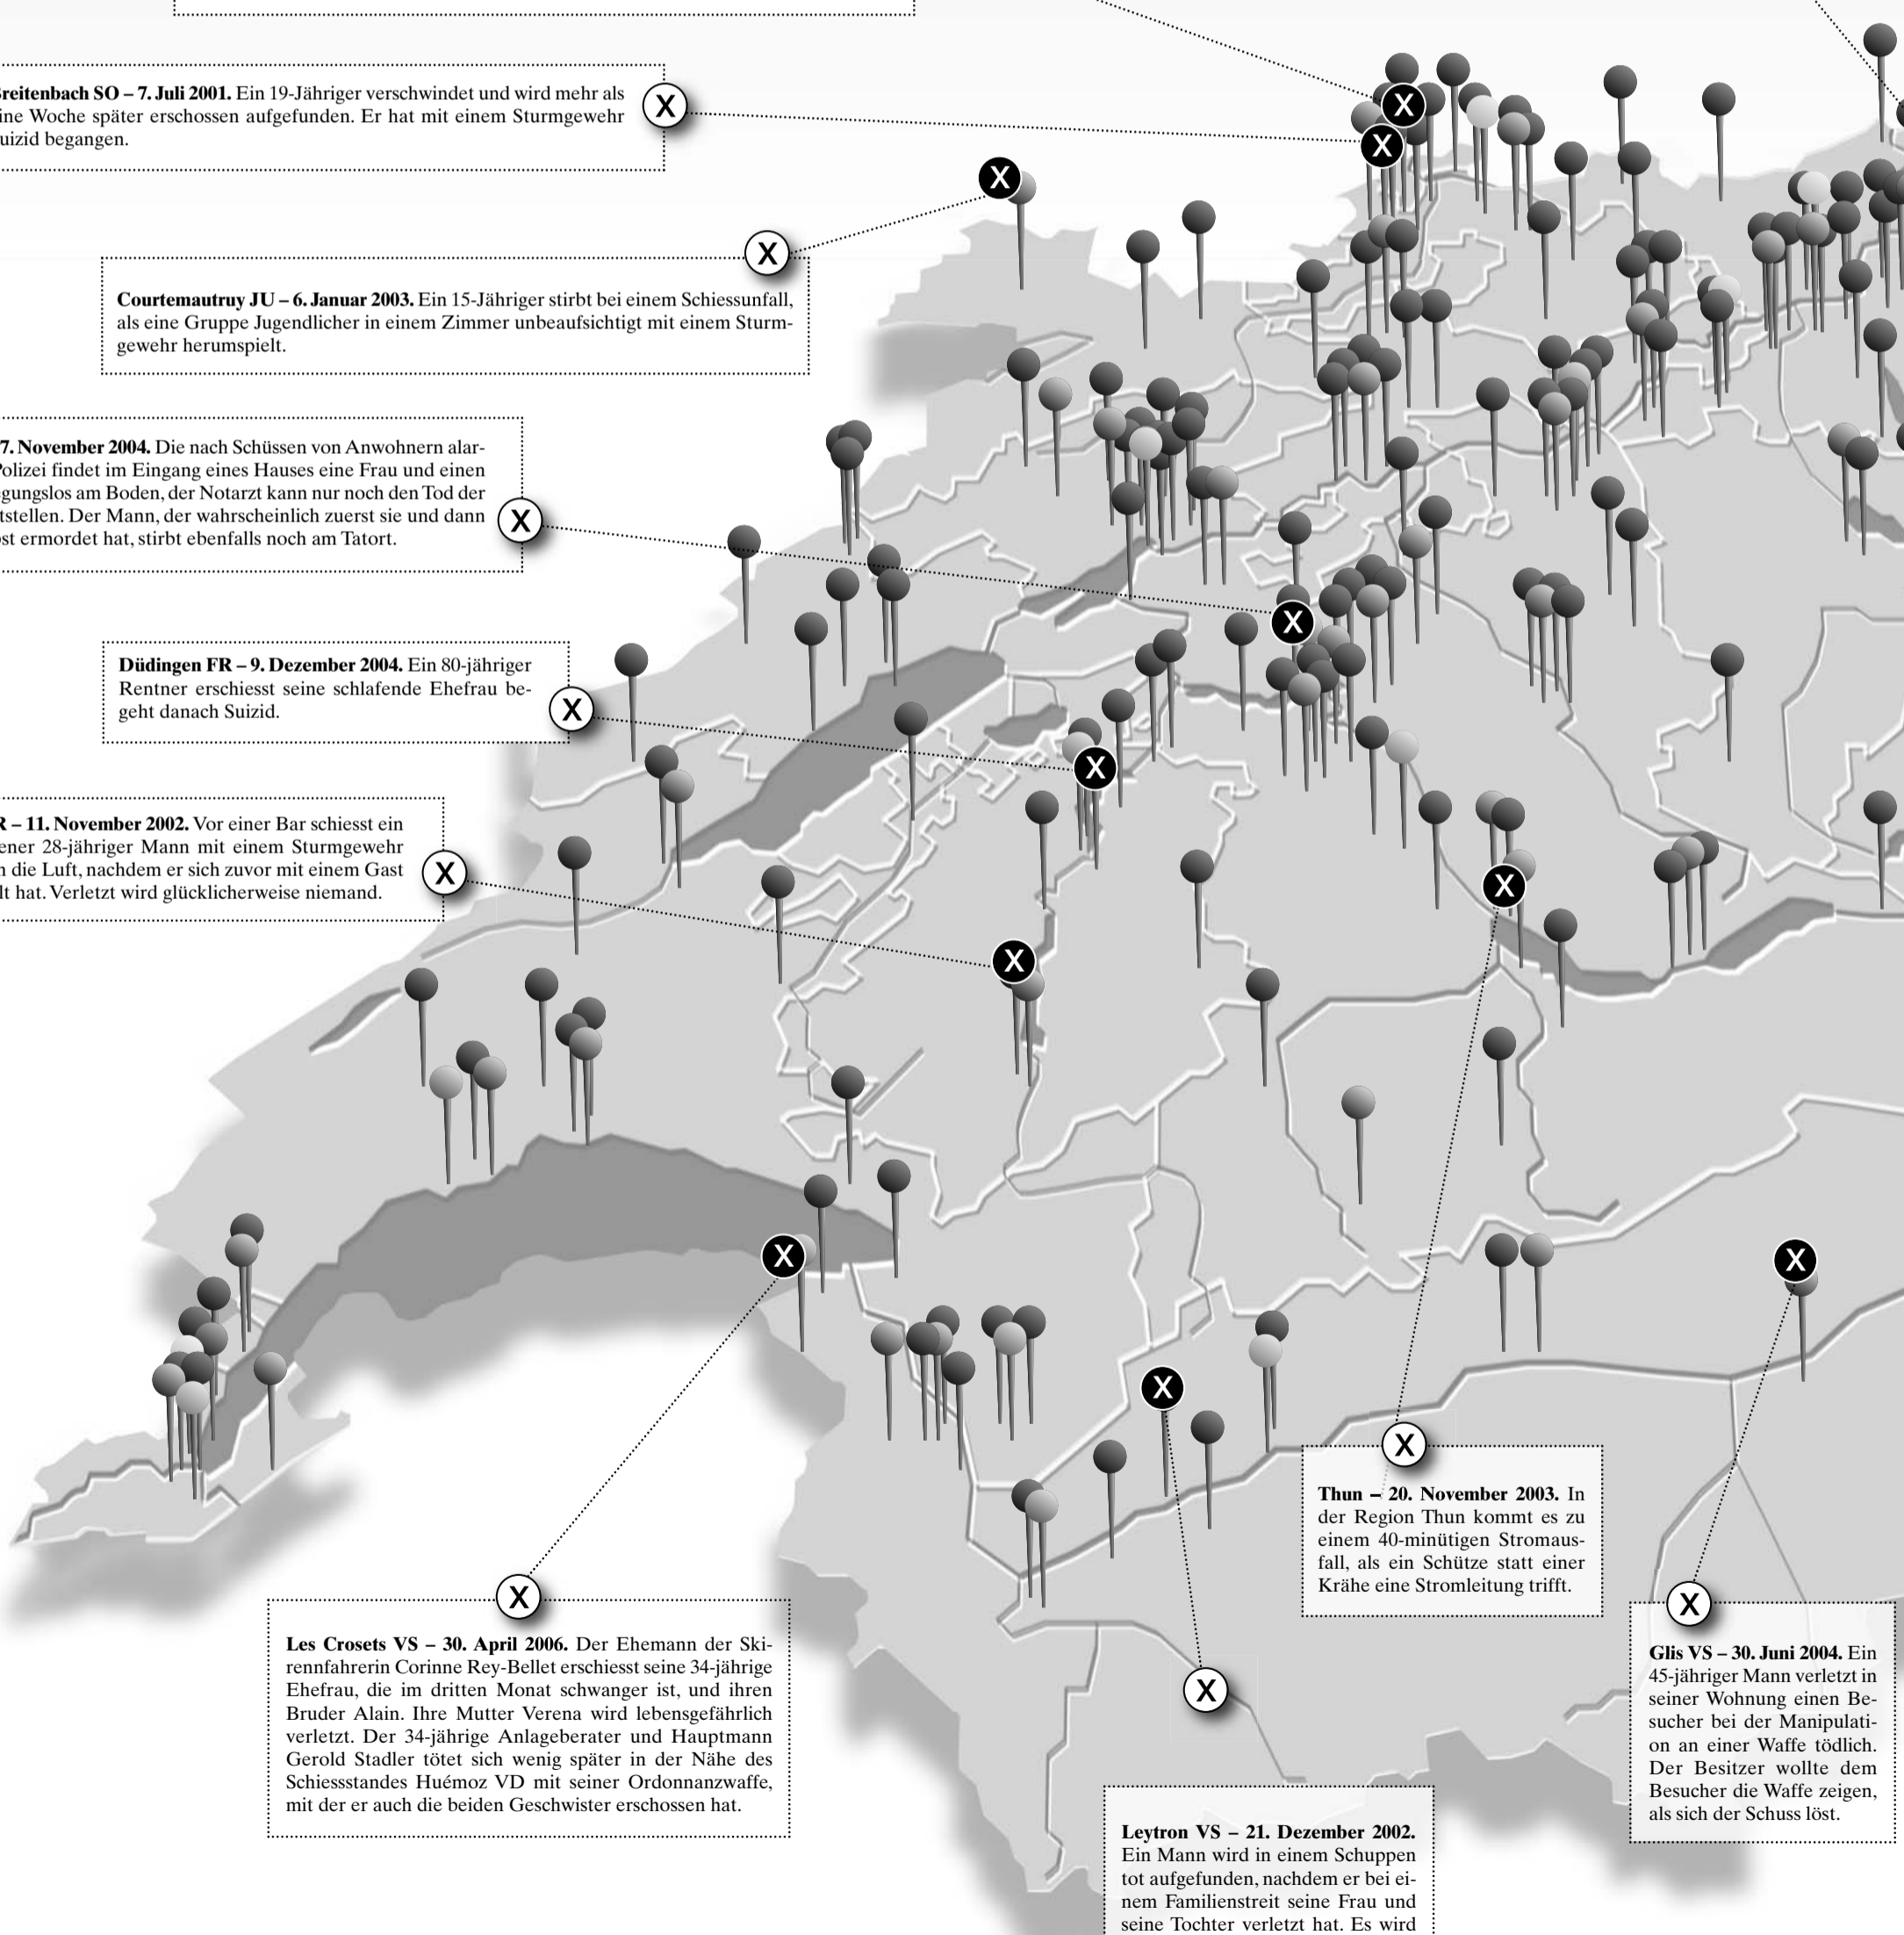 reitenbach SO – 7. Juli 2001. Ein 19-Jähriger verschwindet und wird mehr als
ine Woche später erschossen aufgefunden. Er hat mit einem Sturmgewehr
uizid begangen.
X
X
X
X
X
Courtemautruy JU – 6. Januar 2003. Ein 15-Jähriger stirbt bei einem Schiessunfall,
als eine Gruppe Jugendlicher in einem Zimmer unbeaufsichtigt mit einem Sturm-
gewehr herumspielt.
7. November 2004. Die nach Schüssen von Anwohnern alar-
Polizei findet im Eingang eines Hauses eine Frau und einen
gungslos am Boden, der Notarzt kann nur noch den Tod der
tstellen. Der Mann, der wahrscheinlich zuerst sie und dann
st ermordet hat, stirbt ebenfalls noch am Tatort.
X
X
Düdingen FR – 9. Dezember 2004. Ein 80-jähriger
Rentner erschiesst seine schlafende Ehefrau be-
geht danach Suizid.
X
X
R – 11. November 2002. Vor einer Bar schiesst ein
ener 28-jähriger Mann mit einem Sturmgewehr
n die Luft, nachdem er sich zuvor mit einem Gast
lt hat. Verletzt wird glücklicherweise niemand.
X
X
X
X
X
X
X
Thun – 20. November 2003. In
der Region Thun kommt es zu
einem 40-minütigen Stromaus-
fall, als ein Schütze statt einer
Krähe eine Stromleitung trifft.
X
Les Crosets VS – 30. April 2006. Der Ehemann der Ski-
rennfahrerin Corinne Rey-Bellet erschiesst seine 34-jährige
Ehefrau, die im dritten Monat schwanger ist, und ihren
Bruder Alain. Ihre Mutter Verena wird lebensgefährlich
verletzt. Der 34-jährige Anlageberater und Hauptmann
Gerold Stadler tötet sich wenig später in der Nähe des
Schiessstandes Huémoz VD mit seiner Ordonnanzwaffe,
mit der er auch die beiden Geschwister erschossen hat.
X
Glis VS – 30. Juni 2004. Ein
45-jähriger Mann verletzt in
seiner Wohnung einen Be-
sucher bei der Manipulati-
on an einer Waffe tödlich.
Der Besitzer wollte dem
Besucher die Waffe zeigen,
als sich der Schuss löst.
X
Leytron VS – 21. Dezember 2002.
Ein Mann wird in einem Schuppen
tot aufgefunden, nachdem er bei ei-
nem Familienstreit seine Frau und
seine Tochter verletzt hat. Es wird